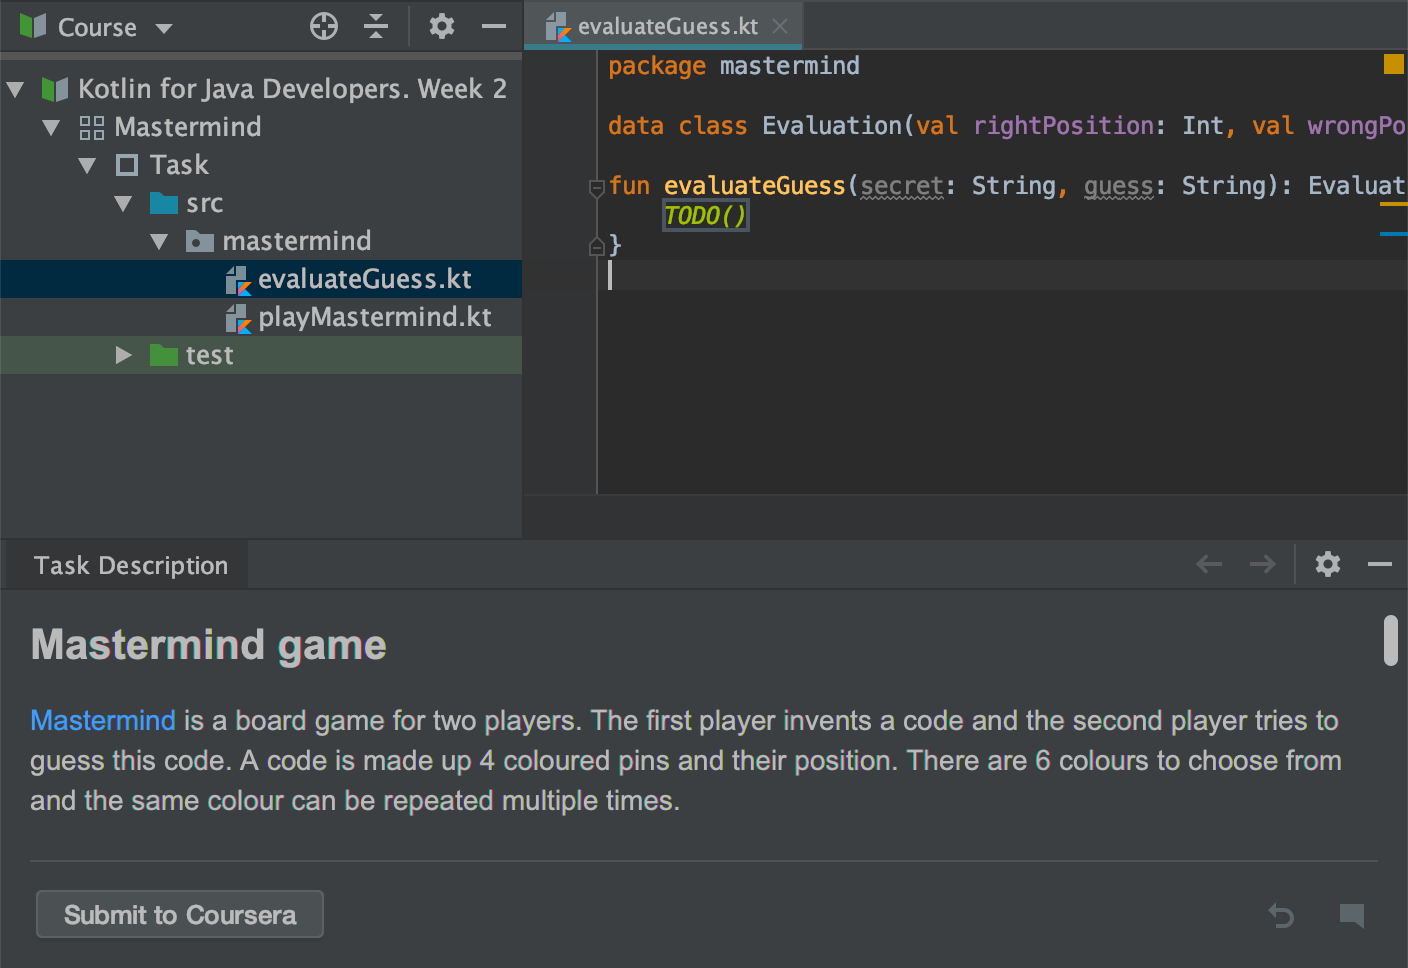 Course
evaluateGuess.kt
Kotlin for Java Developers. Week 2
Mastermind
Task
src
mastermind
evaluateGuess.kt
playMastermind.kt
test
package mastermind
data class Evaluation(val rightPosition: Int, val wrongPo
fun evaluateGuess(secret: String, guess: String): Evaluat
TODO()
}
Task Description
Mastermind game
Mastermind is a board game for two players. The first player invents a code and the second player tries to
guess this code. A code is made up 4 coloured pins and their position. There are 6 colours to choose from
and the same colour can be repeated multiple times.
Submit to Coursera